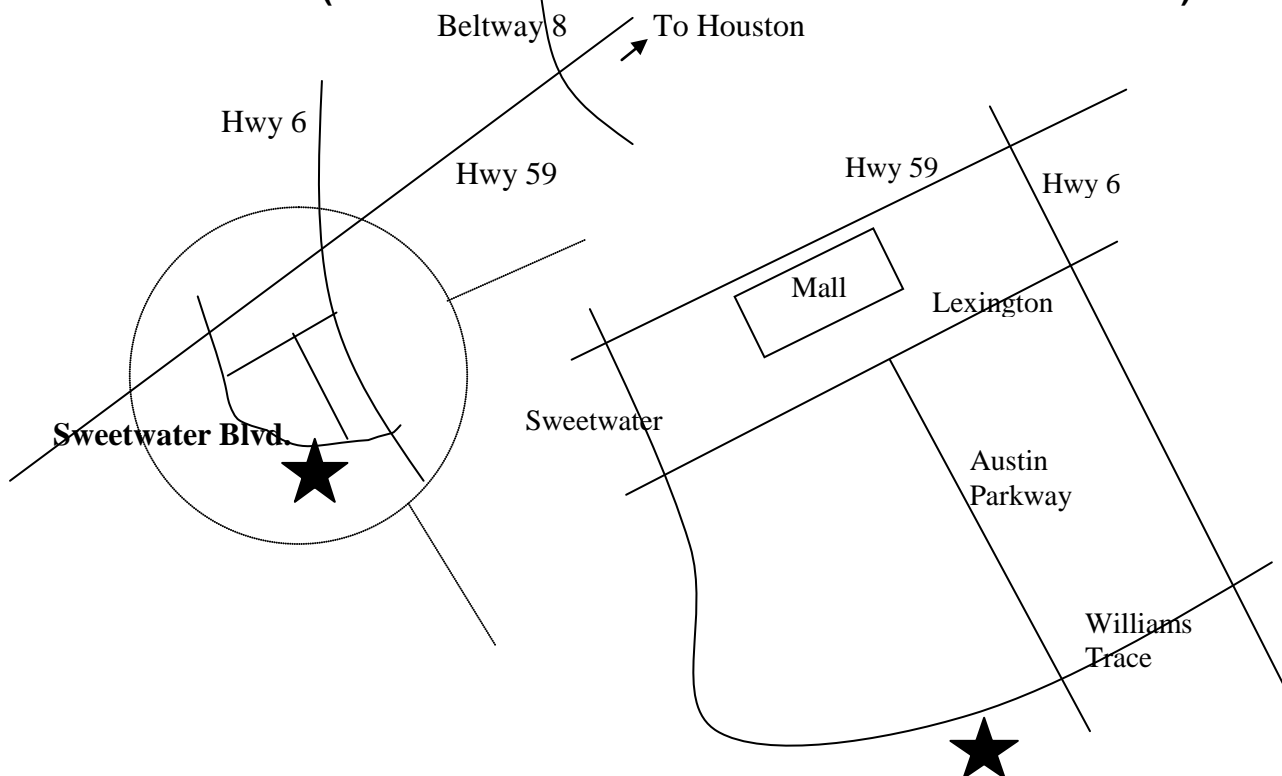 Beltway 8
To Houston
Hwy 6
Hwy 59
Sweetwater Blvd.
Hwy 59
Hwy 6
Mall
Lexington
Sweetwater
Austin
Parkway
Williams
Trace